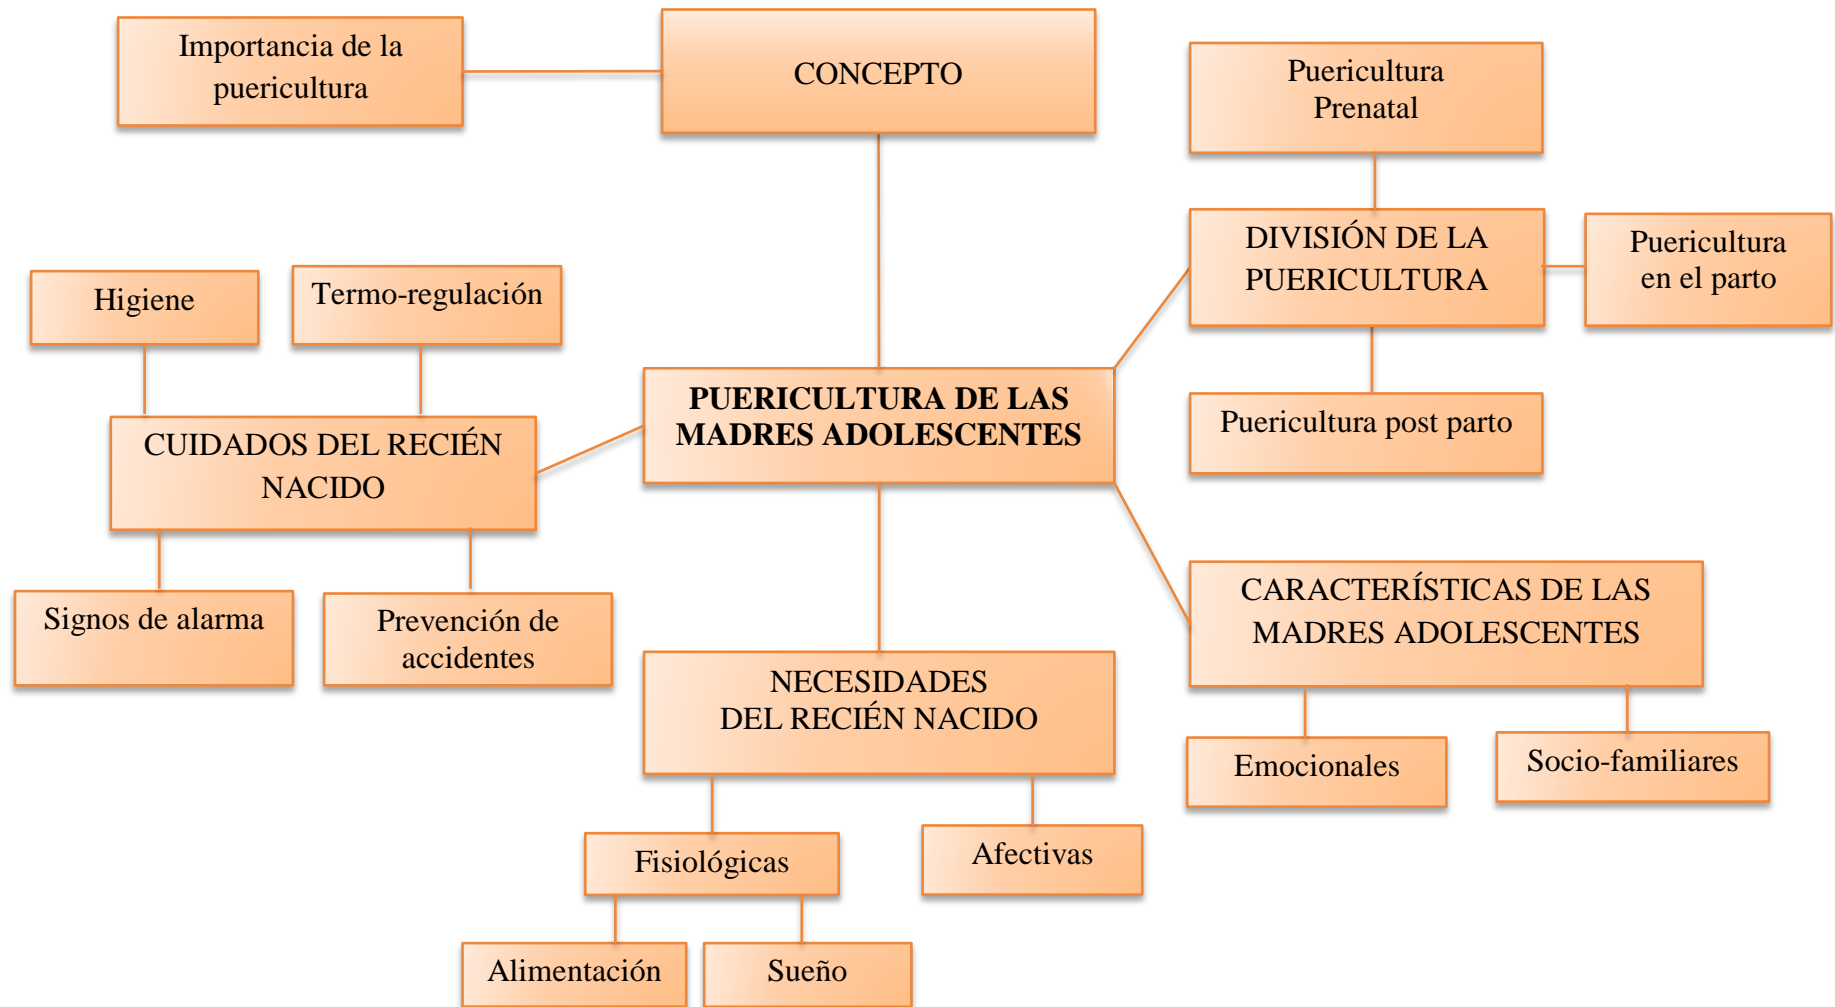 Importancia de la
puericultura
CONCEPTO
Puericultura
Prenatal
DIVISIÓN DE LA
PUERICULTURA
Puericultura
en el parto
Higiene
Termo-regulación
PUERICULTURA DE LAS
MADRES ADOLESCENTES
Puericultura post parto
CUIDADOS DEL RECIÉN
NACIDO
Signos de alarma
Prevención de
accidentes
CARACTERÍSTICAS DE LAS
MADRES ADOLESCENTES
NECESIDADES
DEL RECIÉN NACIDO
Emocionales
Socio-familiares
Fisiológicas
Afectivas
Alimentación
Sueño